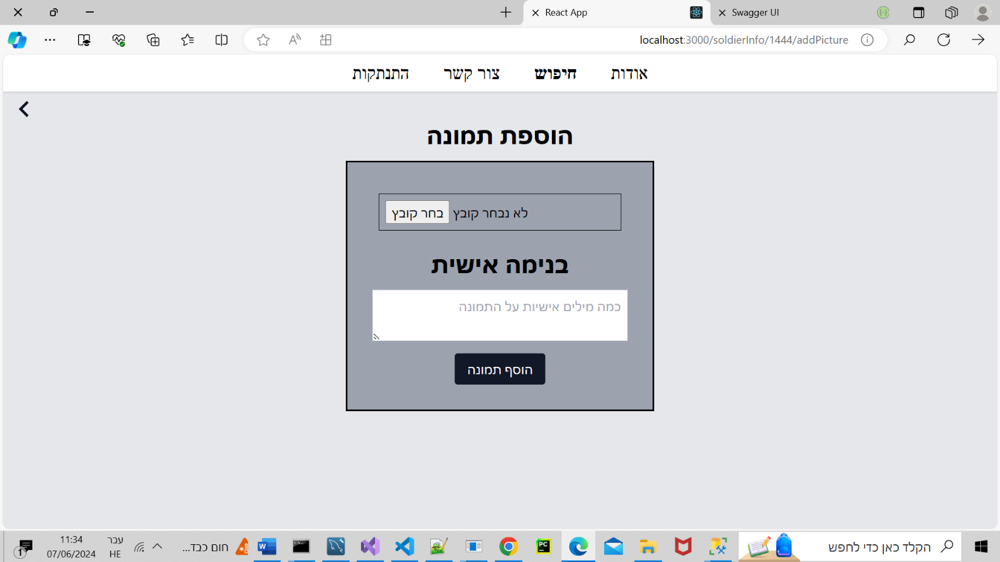 React App
Swagger UI
localhost:3000/soldierInfo/1444/addPicture
אודות
חיפוש
צור קשר
התנתקות
הוספת תמונה
בחר קובץ
לא נבחר קובץ
בנימה אישית
כמה מילים אישיות על התמונה
הוסף תמונה
הקלד כאן כדי לחפש
PC
חום כבד...
עבר
HE
11:34
07/06/2024
1